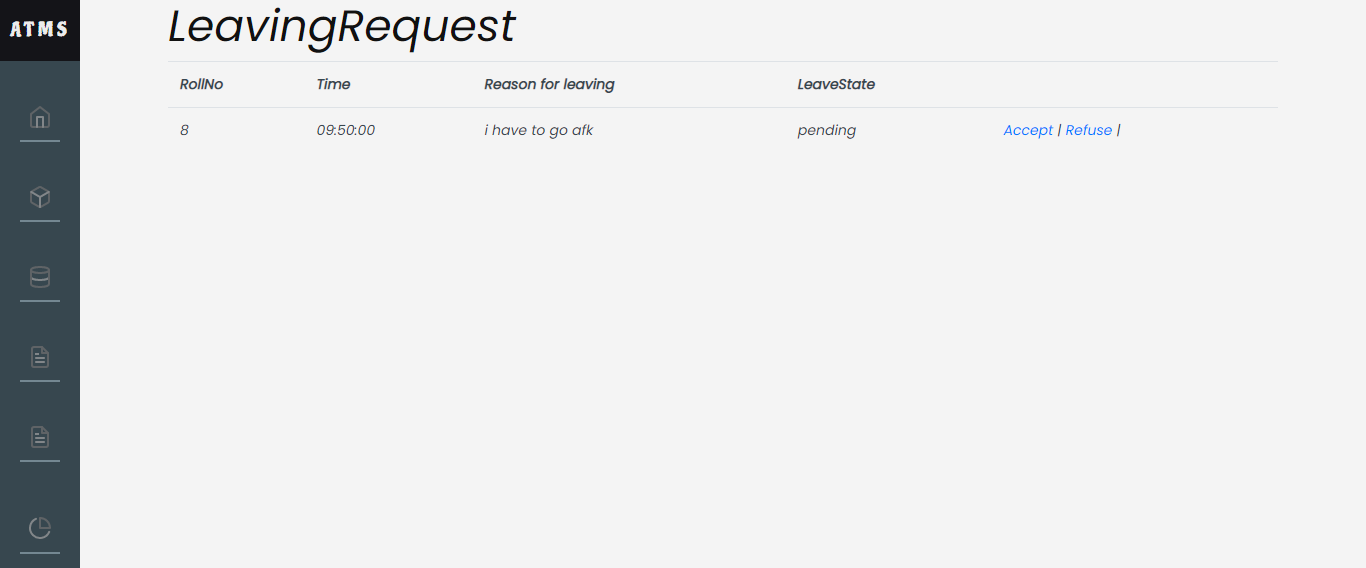 ATMS
LeavingRequest
RollNo Time Reason for leaving LeaveState
8 09:50:00 i have to go afk pending Accept | Refuse |